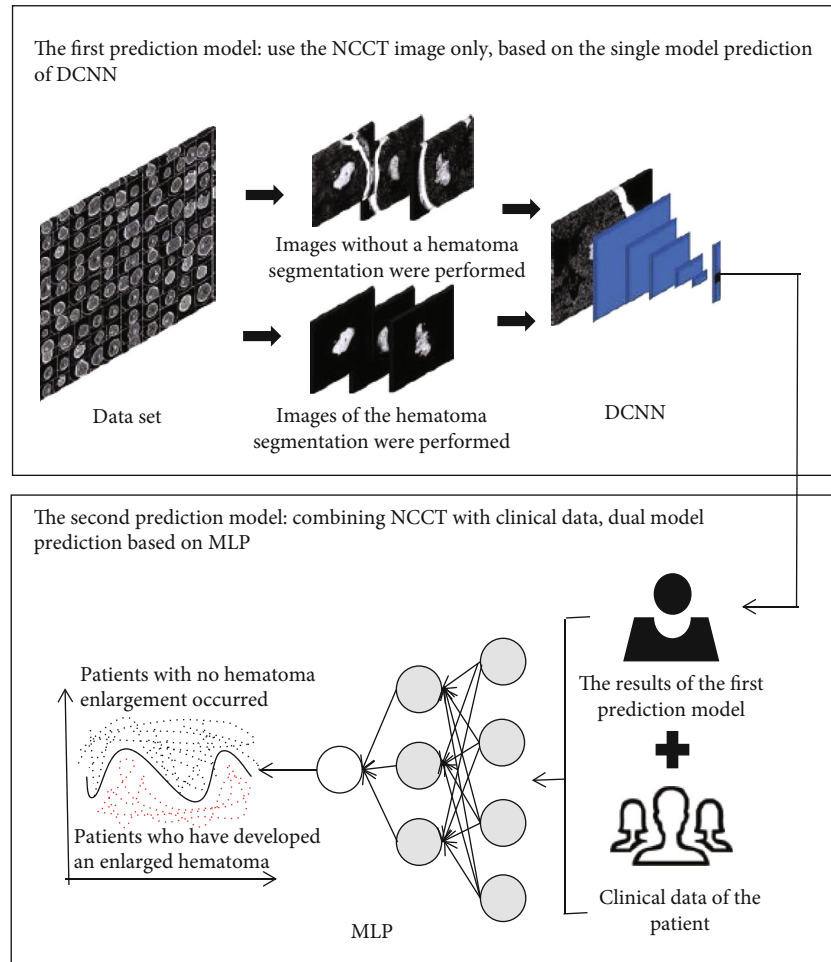 The first prediction model: use the NCCT image only, based on the single model prediction
of DCNN
Images without a hematoma
segmentation were performed
Data set
Images of the hematoma
segmentation were performed
DCNN
The second prediction model: combining NCCT with clinical data, dual model
prediction based on MLP
Patients with no hematoma
enlargement occurred
Patients who have developed
an enlarged hematoma
MLP
The results of the first
prediction model
Clinical data of the
patient